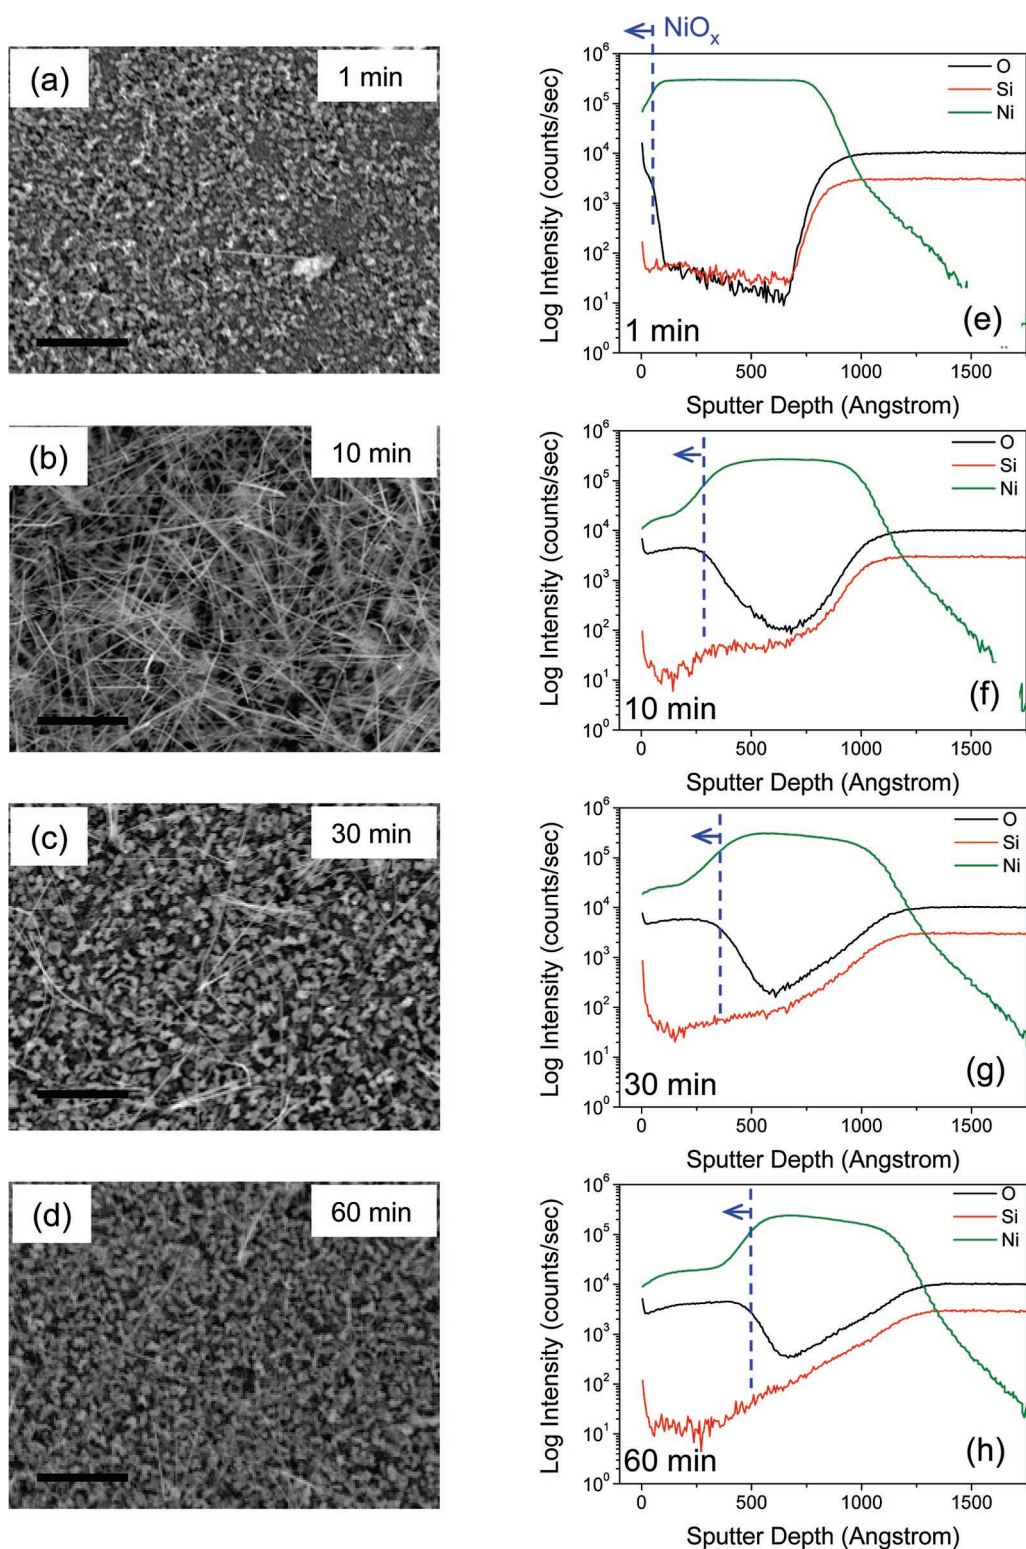 (a)
1 min
NiOₓ
Log Intensity (counts/sec)
10⁶
10⁵
10⁴
10³
10²
10¹
10⁰
O
Si
Ni
1 min
(e)
0
500
1000
1500
Sputter Depth (Angstrom)
(b)
10 min
Log Intensity (counts/sec)
10⁶
10⁵
10⁴
10³
10²
10¹
10⁰
O
Si
Ni
10 min
(f)
0
500
1000
1500
Sputter Depth (Angstrom)
(c)
30 min
Log Intensity (counts/sec)
10⁶
10⁵
10⁴
10³
10²
10¹
10⁰
O
Si
Ni
30 min
(g)
0
500
1000
1500
Sputter Depth (Angstrom)
(d)
60 min
Log Intensity (counts/sec)
10⁶
10⁵
10⁴
10³
10²
10¹
10⁰
O
Si
Ni
60 min
(h)
0
500
1000
1500
Sputter Depth (Angstrom)